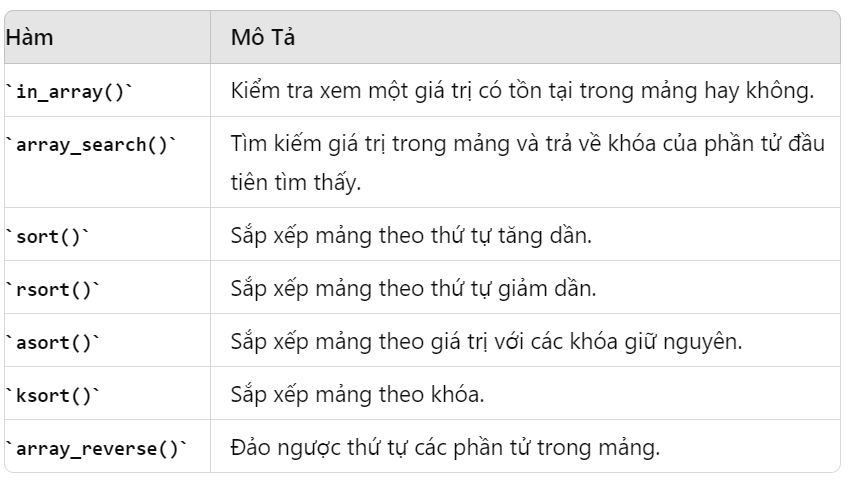 Hàm Mô Tả
`in_array()` Kiểm tra xem một giá trị có tồn tại trong mảng hay không.
`array_search()` Tìm kiếm giá trị trong mảng và trả về khóa của phần tử đầu
tiên tìm thấy.
`sort()` Sắp xếp mảng theo thứ tự tăng dần.
`rsort()` Sắp xếp mảng theo thứ tự giảm dần.
`asort()` Sắp xếp mảng theo giá trị với các khóa giữ nguyên.
`ksort()` Sắp xếp mảng theo khóa.
`array_reverse()` Đảo ngược thứ tự các phần tử trong mảng.